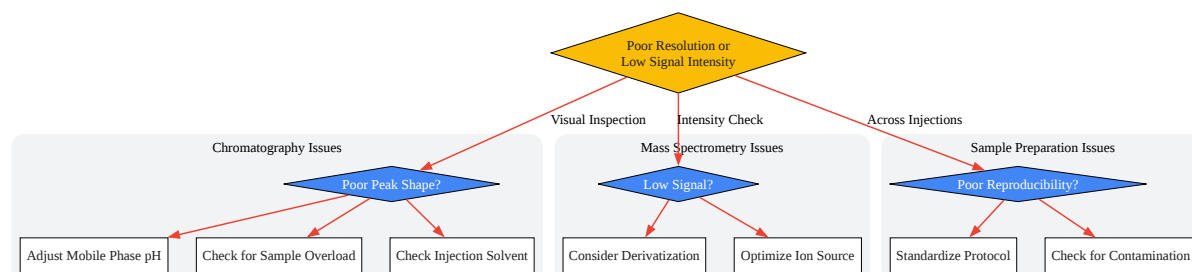 Poor Resolution or
Low Signal Intensity
Visual Inspection
Intensity Check
Across Injections
Chromatography Issues
Mass Spectrometry Issues
Sample Preparation Issues
Poor Peak Shape?
Low Signal?
Poor Reproducibility?
Adjust Mobile Phase pH
Check for Sample Overload
Check Injection Solvent
Consider Derivatization
Optimize Ion Source
Standardize Protocol
Check for Contamination